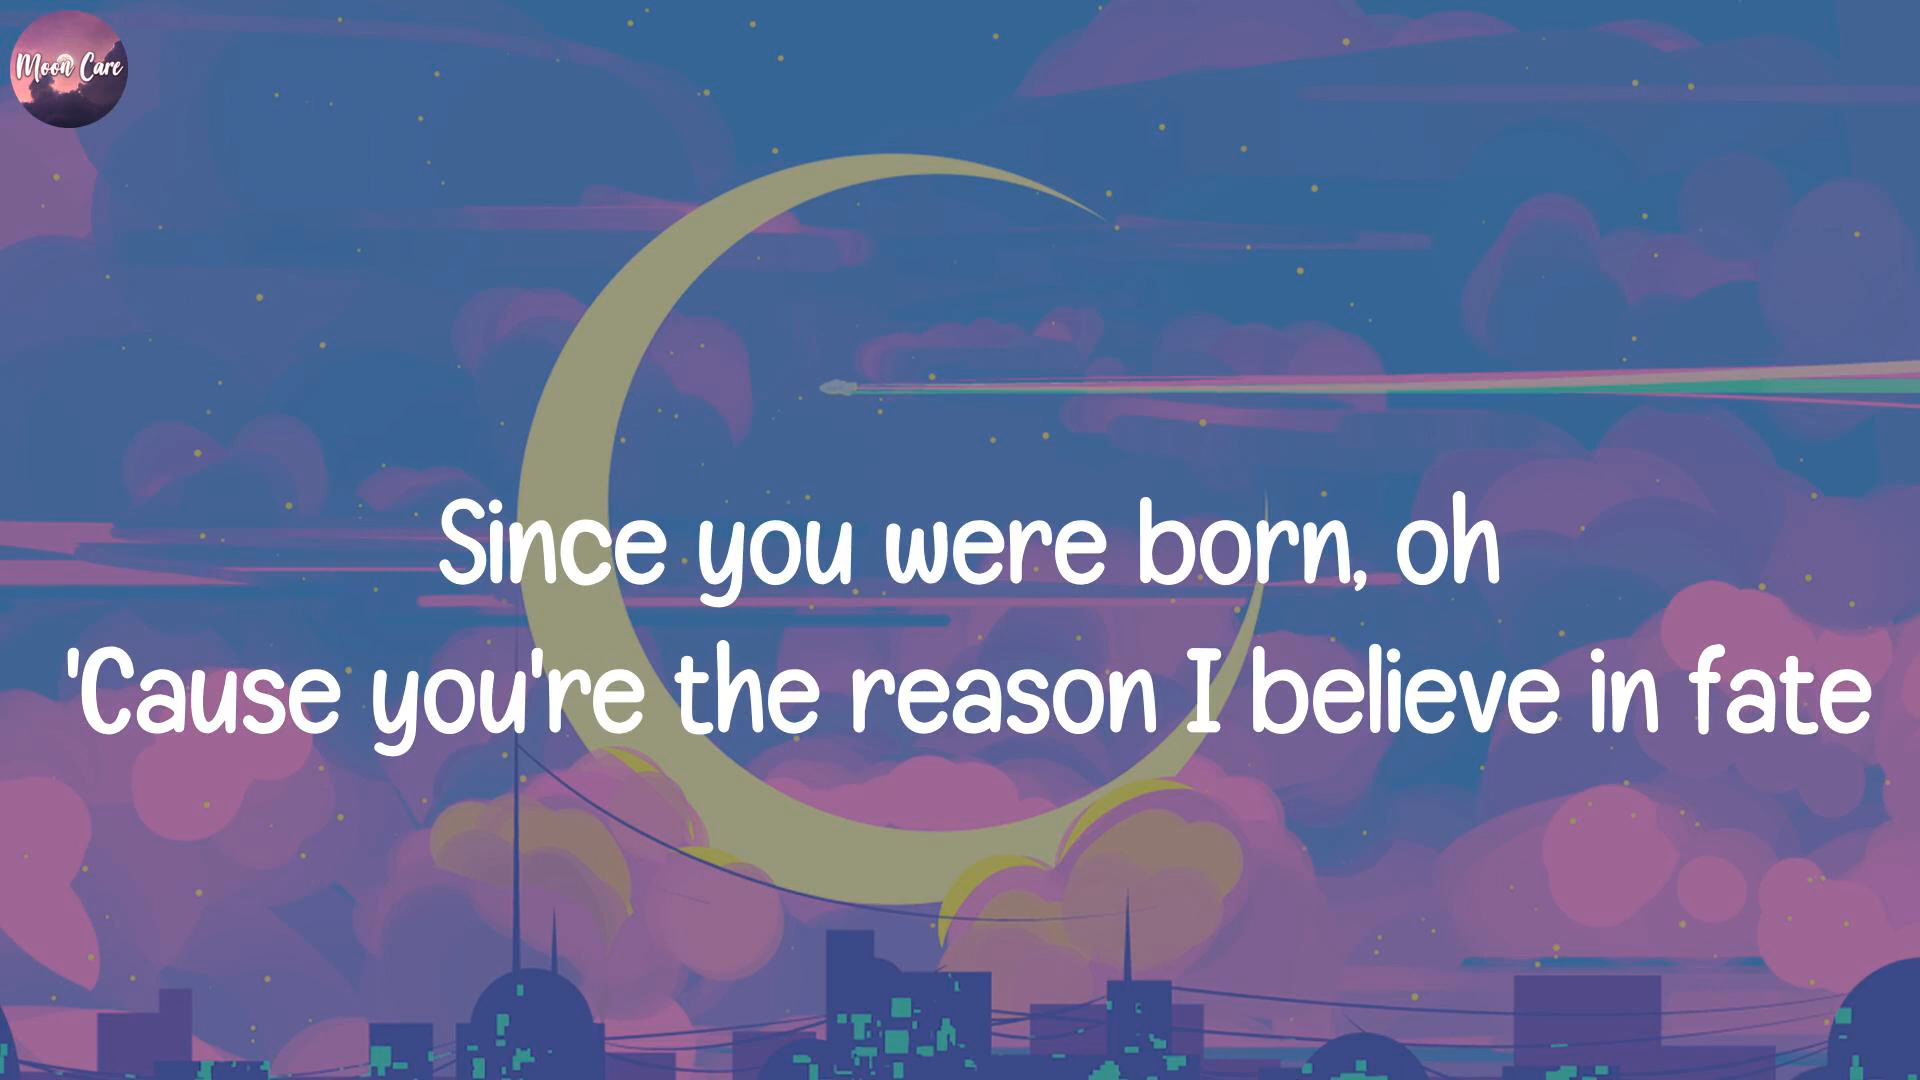 Moon Care
Since you were born, oh
'Cause you're the reason I believe in fate